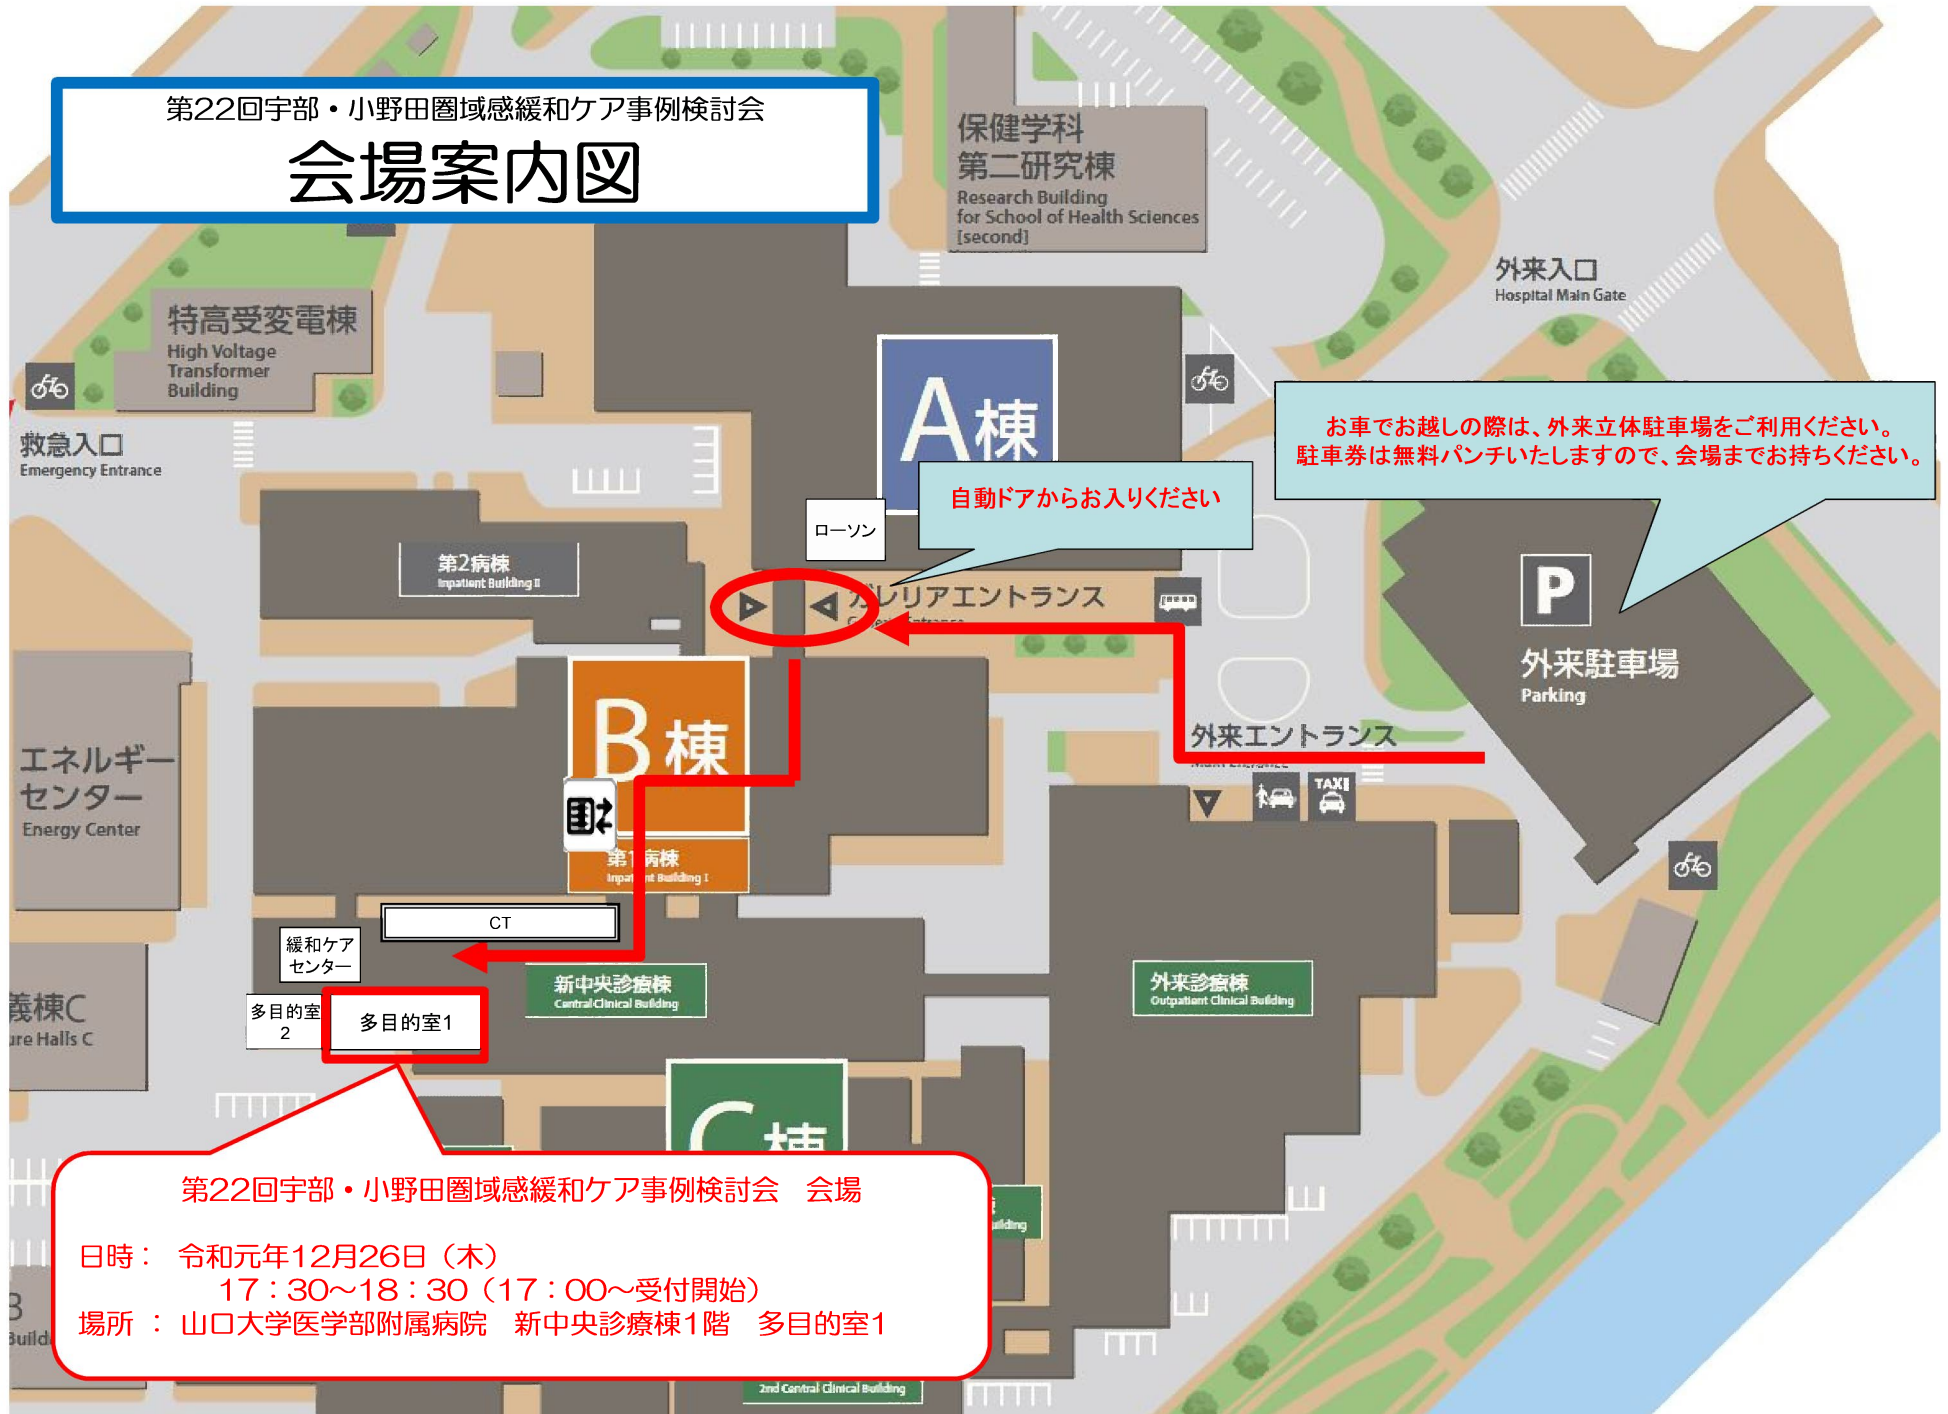 第22回宇部・小野田圏域感緩和ケア事例検討会
会場案内図
保健学科
第二研究棟
Research Building
for School of Health Sciences
[second]
外来入口
Hospital Main Gate
特高受変電棟
High Voltage
Transformer
Building
救急入口
Emergency Entrance
A棟
お車でお越しの際は、外来立体駐車場をご利用ください。
駐車券は無料パンチいたしますので、会場までお持ちください。
自動ドアからお入りください
ローソン
第2病棟
Inpatient Building II
ガレリアエントランス
P
外来駐車場
Parking
B棟
外来エントランス
TAXI
エネルギー
センター
Energy Center
第1病棟
Inpatient Building I
CT
緩和ケア
センター
新中央診療棟
Central Clinical Building
外来診療棟
Outpatient Clinical Building
多目的室
2
多目的室1
義棟C
ure Halls C
C棟
第22回宇部・小野田圏域感緩和ケア事例検討会　会場
日時：　令和元年12月26日（木）
17：30～18：30（17：00～受付開始）
場所　：　山口大学医学部附属病院　新中央診療棟1階　多目的室1
uilding
B
Build
2nd Central Clinical Building